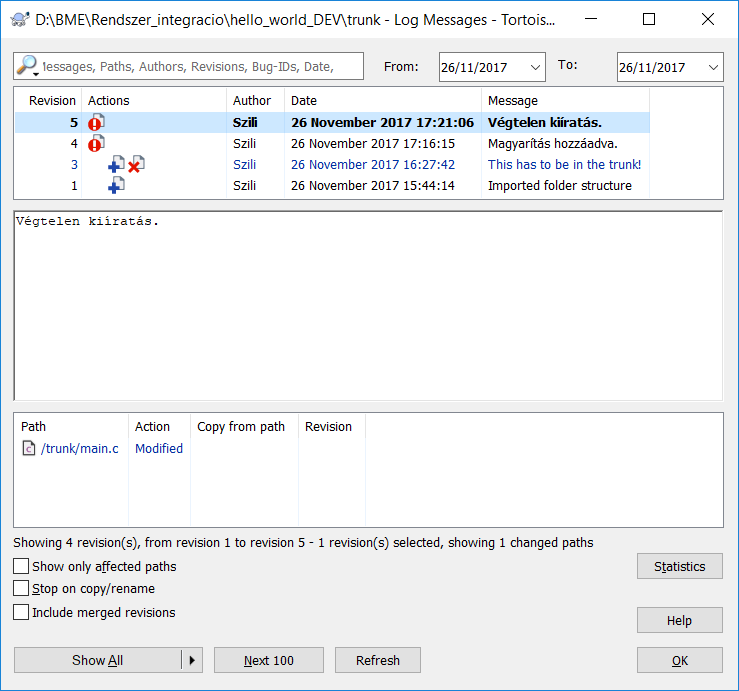 D:\BME\Rendszer_integracio\hello_world_DEV\trunk - Log Messages - Tortois...
Messages, Paths, Authors, Revisions, Bug-IDs, Date,
From: 26/11/2017 To: 26/11/2017
Revision Actions Author Date Message
5 Szili 26 November 2017 17:21:06 Végtelen kiíratás.
4 Szili 26 November 2017 17:16:15 Magyarítás hozzáadva.
3 Szili 26 November 2017 16:27:42 This has to be in the trunk!
1 Szili 26 November 2017 15:44:14 Imported folder structure
Végtelen kiíratás.
Path Action Copy from path Revision
/trunk/main.c Modified
Showing 4 revision(s), from revision 1 to revision 5 - 1 revision(s) selected, showing 1 changed paths
Show only affected paths
Statistics
Stop on copy/rename
Include merged revisions
Help
Show All Next 100 Refresh OK